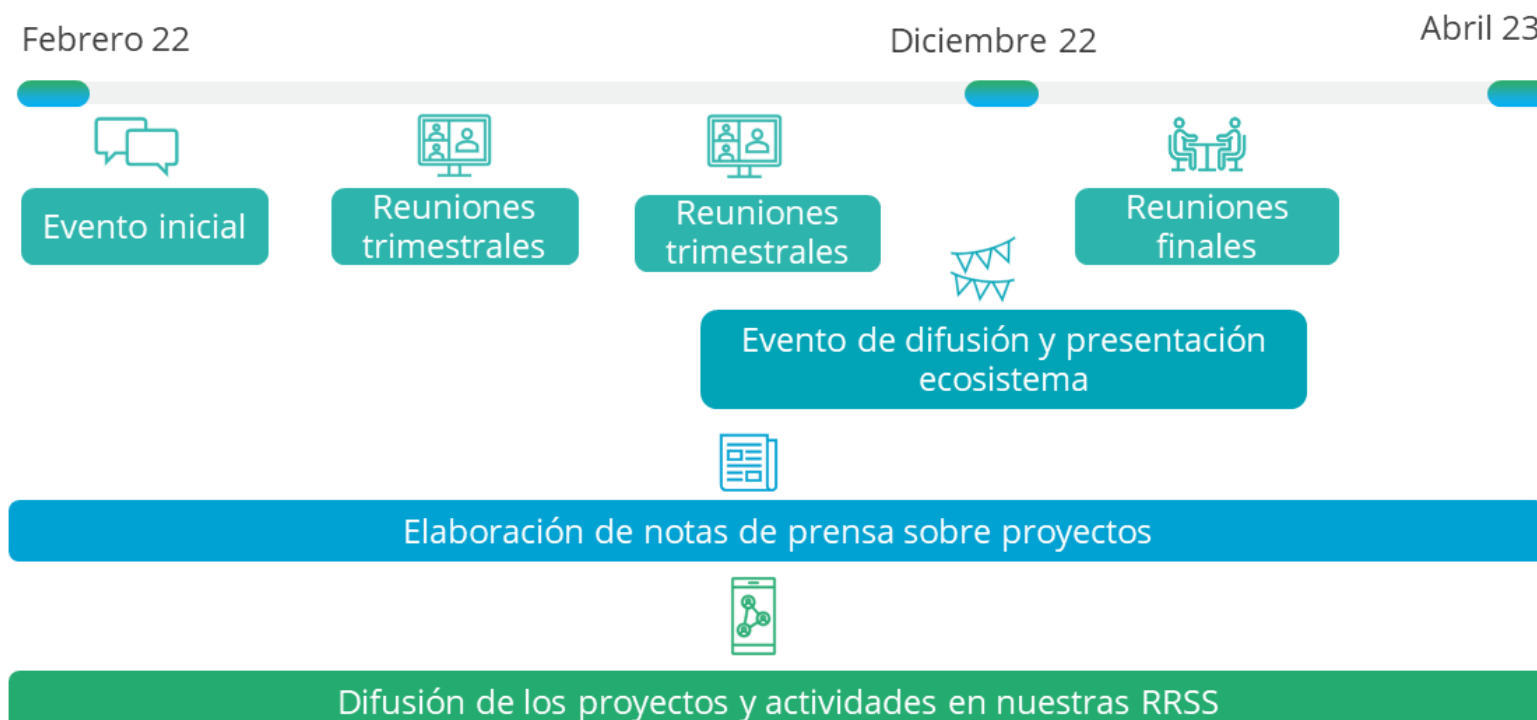 Febrero 22
Diciembre 22
Abril 23
Evento inicial
Reuniones
trimestrales
Reuniones
trimestrales
Reuniones
finales
Evento de difusión y presentación
ecosistema
Elaboración de notas de prensa sobre proyectos
Difusión de los proyectos y actividades en nuestras RRSS